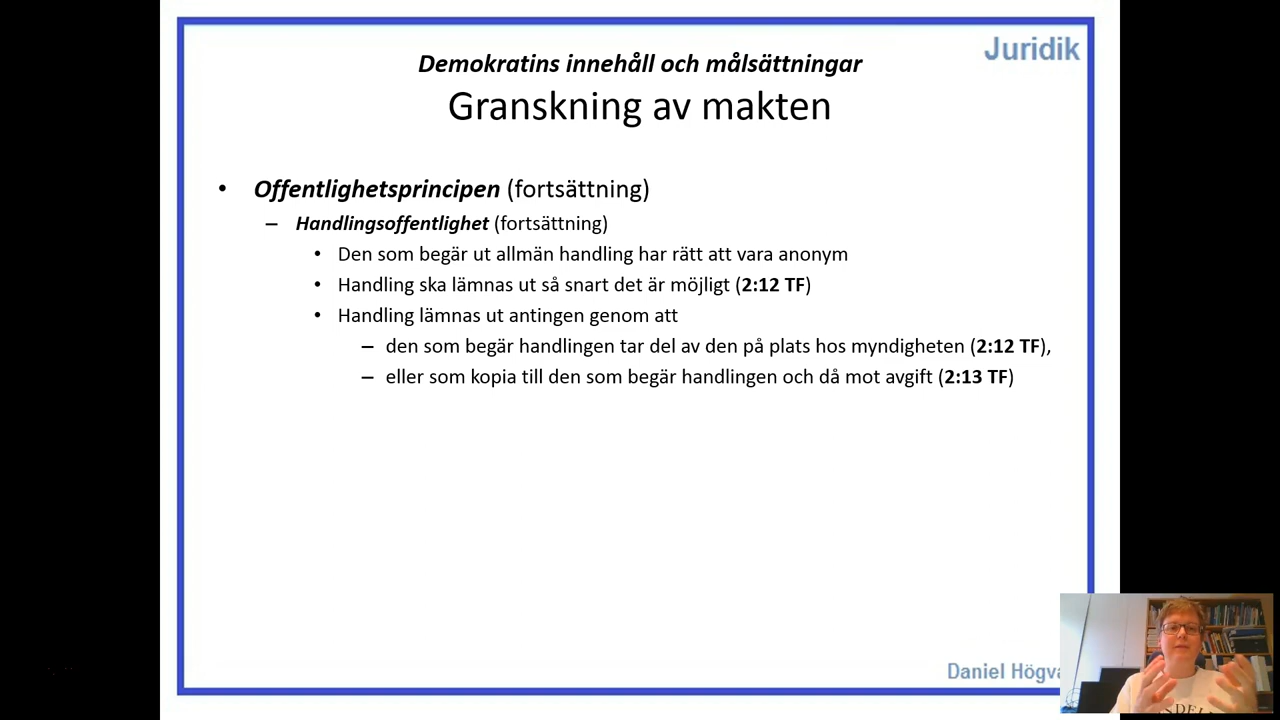 Juridik
Demokratins innehåll och målsättningar
Granskning av makten
• Offentlighetsprincipen (fortsättning)
– Handlingsoffentlighet (fortsättning)
• Den som begär ut allmän handling har rätt att vara anonym
• Handling ska lämnas ut så snart det är möjligt (2:12 TF)
• Handling lämnas ut antingen genom att
– den som begär handlingen tar del av den på plats hos myndigheten (2:12 TF),
– eller som kopia till den som begär handlingen och då mot avgift (2:13 TF)
Daniel